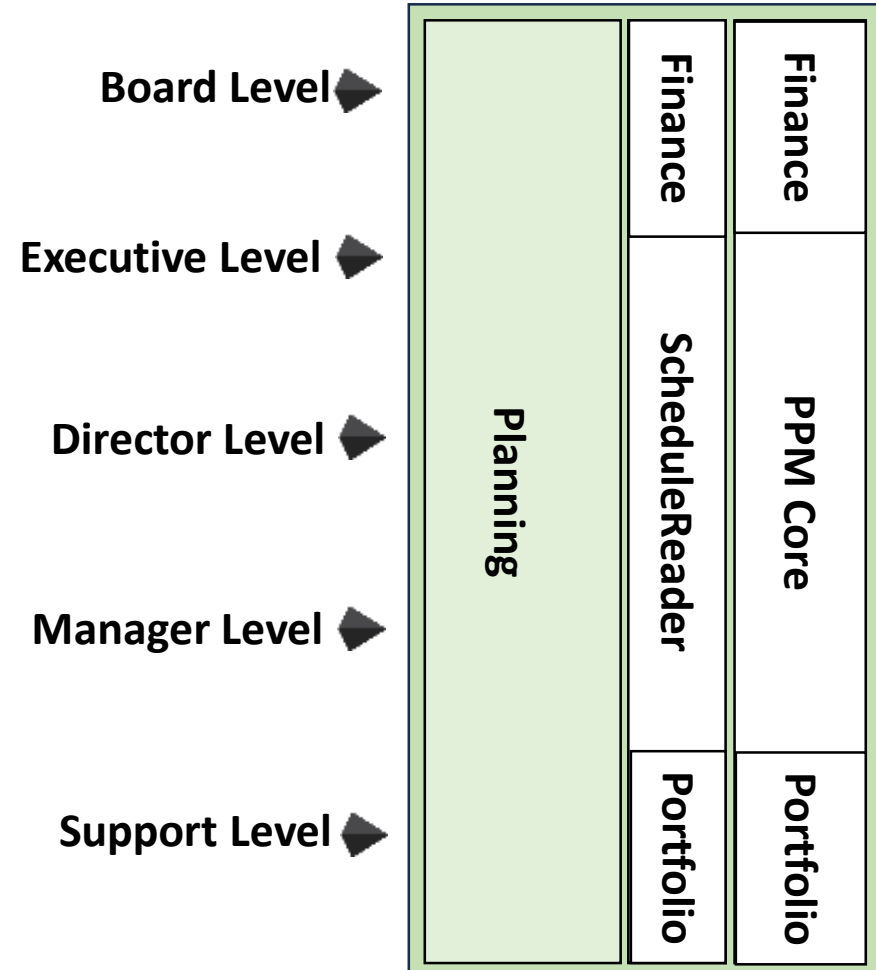 Board Level
Executive Level
Director Level
Manager Level
Support Level
Planning
Finance
ScheduleReader
Portfolio
Finance
PPM Core
Portfolio